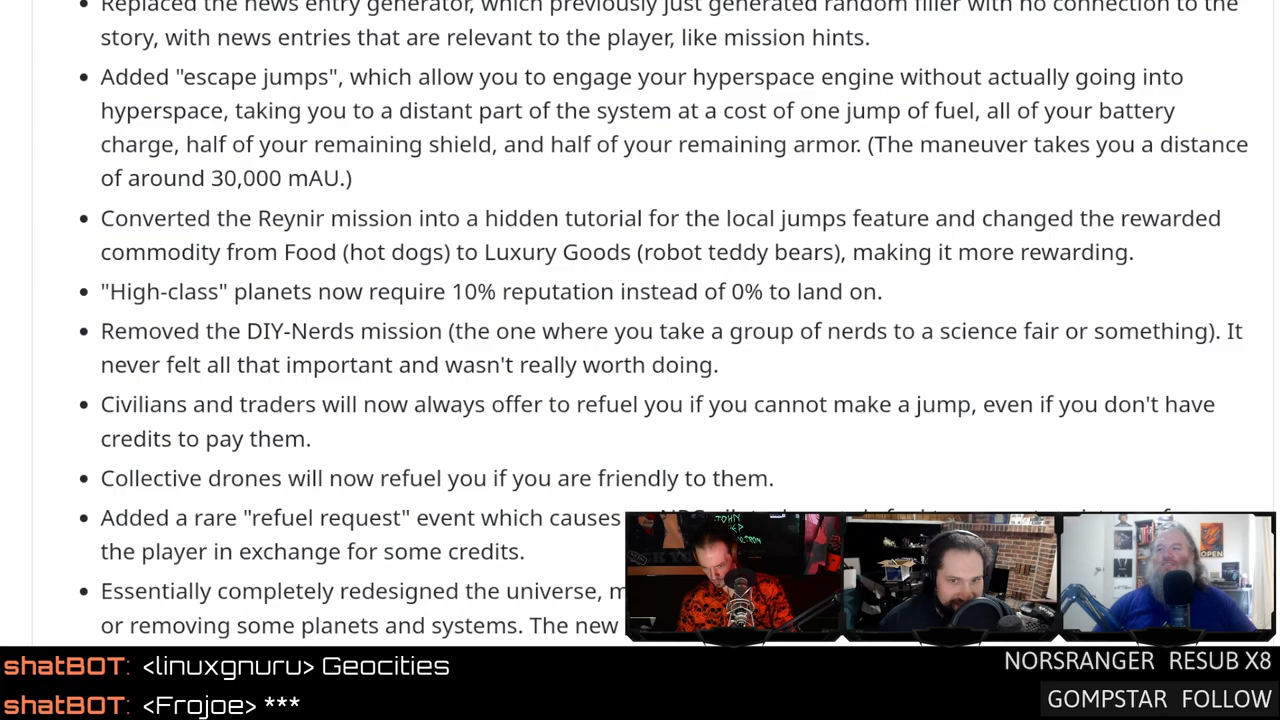 Replaced the news entry generator, which previously just generated random filler with no connection to the
story, with news entries that are relevant to the player, like mission hints.
Added "escape jumps", which allow you to engage your hyperspace engine without actually going into
hyperspace, taking you to a distant part of the system at a cost of one jump of fuel, all of your battery
charge, half of your remaining shield, and half of your remaining armor. (The maneuver takes you a distance
of around 30,000 mAU.)
Converted the Reynir mission into a hidden tutorial for the local jumps feature and changed the rewarded
commodity from Food (hot dogs) to Luxury Goods (robot teddy bears), making it more rewarding.
"High-class" planets now require 10% reputation instead of 0% to land on.
Removed the DIY-Nerds mission (the one where you take a group of nerds to a science fair or something). It
never felt all that important and wasn't really worth doing.
Civilians and traders will now always offer to refuel you if you cannot make a jump, even if you don't have
credits to pay them.
Collective drones will now refuel you if you are friendly to them.
Added a rare "refuel request" event which causes
the player in exchange for some credits.
Essentially completely redesigned the universe,
or removing some planets and systems. The new
OPEN
shatBOT: <linuxgnuru> Geocities
NORSRANGER RESUB X8
shatBOT: <Frojoe> ***
GOMPSTAR FOLLOW